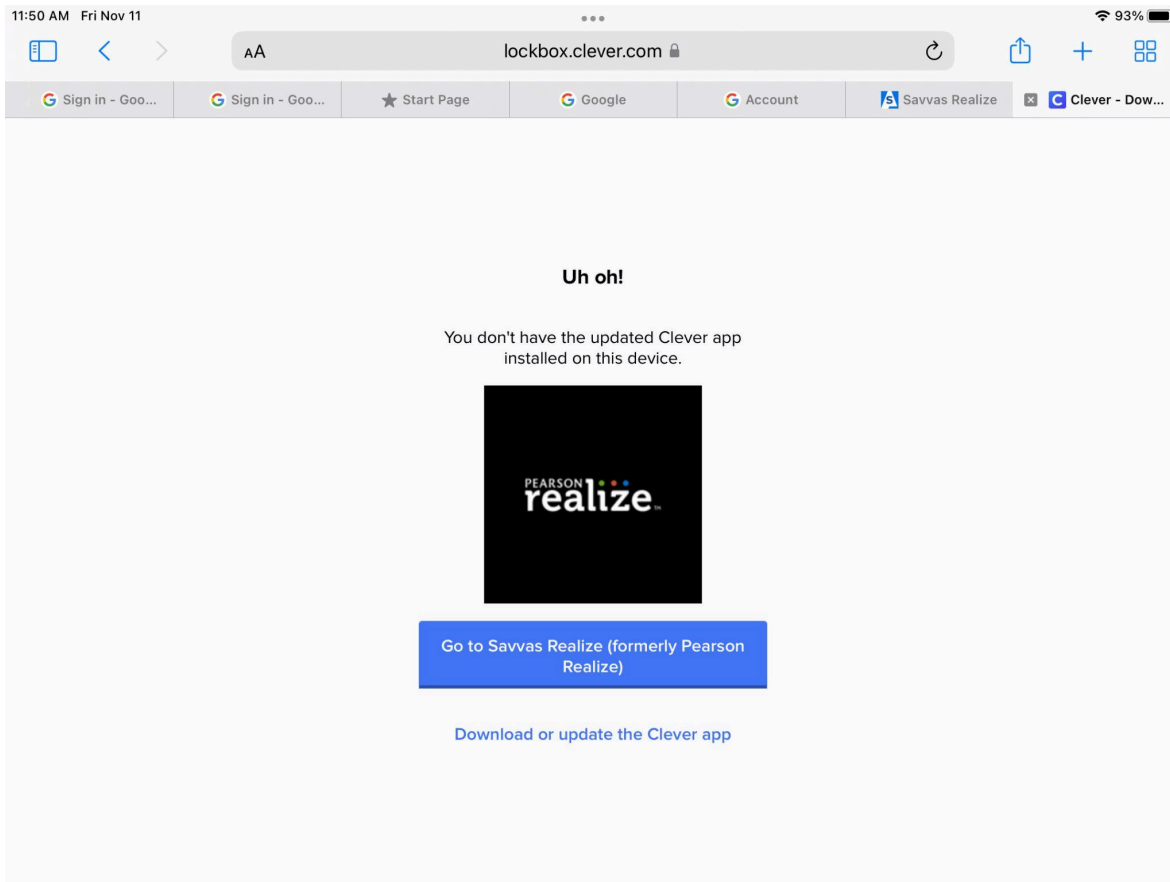 11:50 AM Fri Nov 11
93%
AA
lockbox.clever.com
Sign in - Goo...
Sign in - Goo...
Start Page
Google
Account
Savvas Realize
Clever - Dow...
Uh oh!
You don't have the updated Clever app
installed on this device.
PEARSON
realize™
Go to Savvas Realize (formerly Pearson
Realize)
Download or update the Clever app